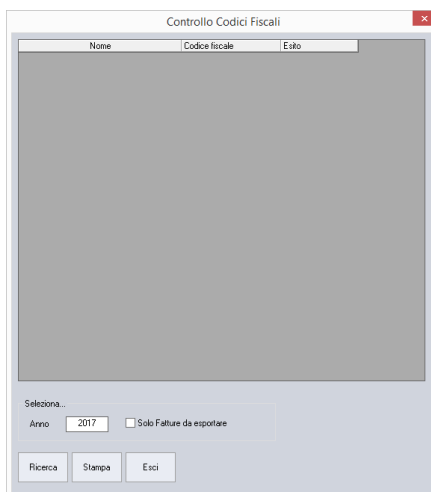 Controllo Codici Fiscali
Nome Codice fiscale Esito
Seleziona...
Anno 2017 Solo Fatture da esportare
Ricerca Stampa Esci